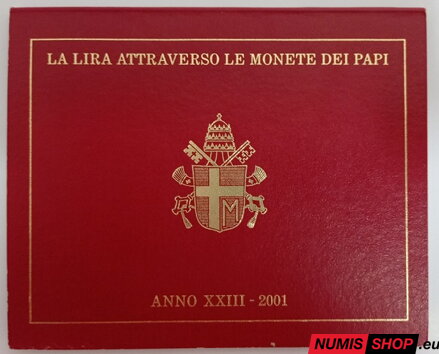 LA LIRA ATTRAVERSO LE MONETE DEI PAPI
M
ANNO XXIII - 2001
NUMIS SHOP.eu